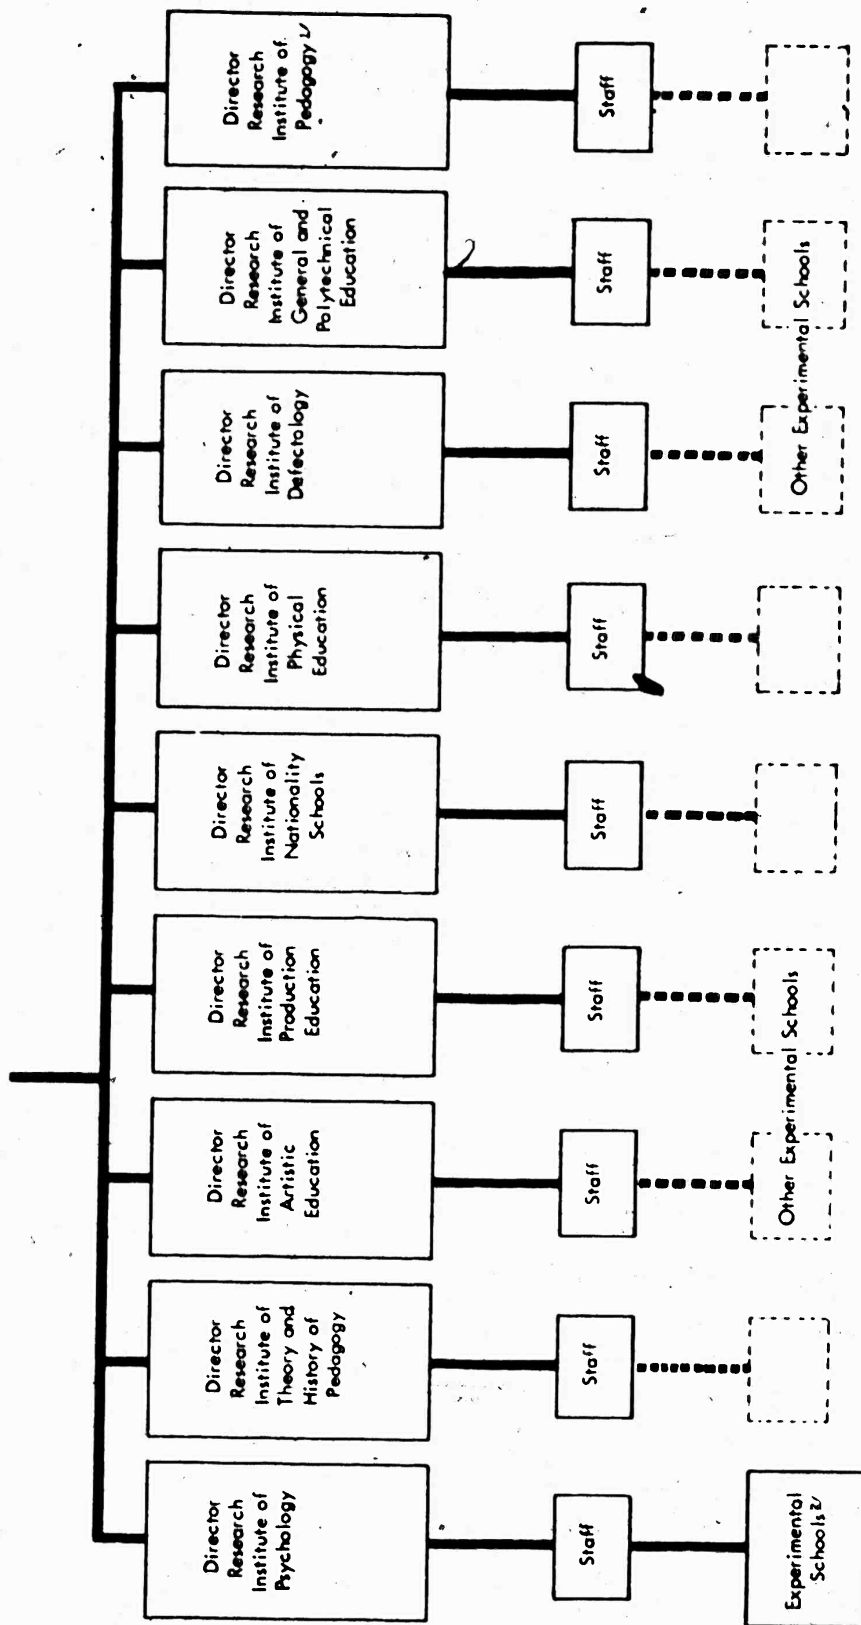 Director
Research
Institute of
Psychology
Director
Research
Institute of
Theory and
History of
Pedagogy
Director
Research
Institute of
Artistic
Education
Director
Research
Institute of
Production
Education
Director
Research
Institute of
Nationality
Schools
Director
Research
Institute of
Physical
Education
Director
Research
Institute of
Defectology
Director
Research
Institute of
General and
Polytechnical
Education
Director
Research
Institute of
Pedagogy
Staff
Staff
Staff
Staff
Staff
Staff
Staff
Staff
Staff
Experimental
Schools 2/
Other Experimental Schools
Other Experimental Schools